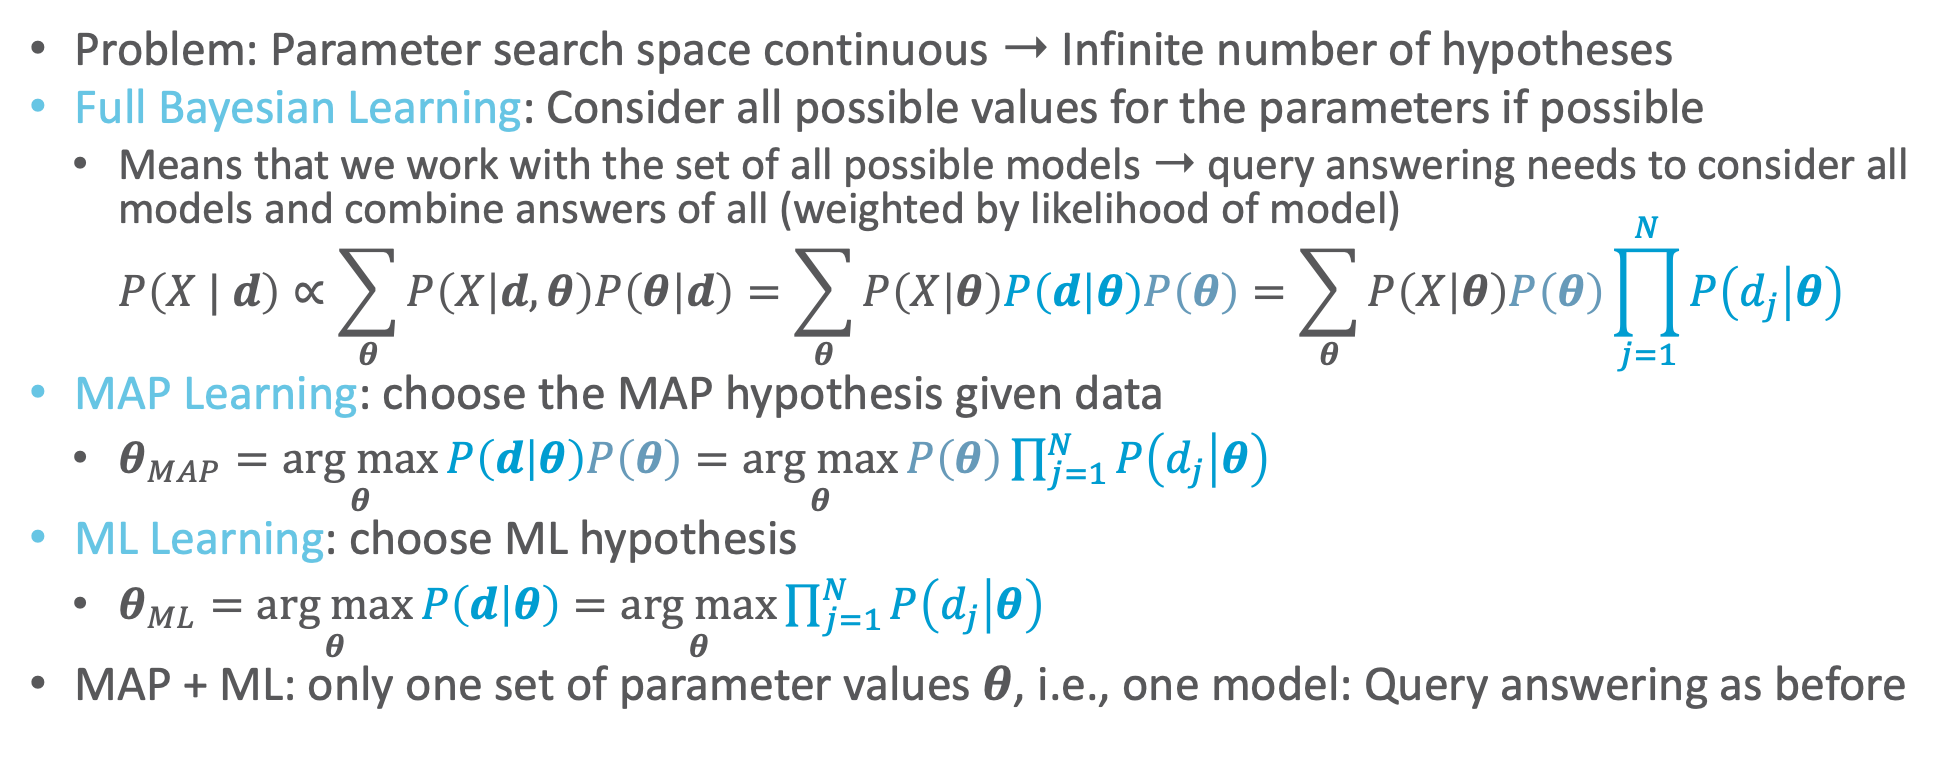 • Problem: Parameter search space continuous → Infinite number of hypotheses
• Full Bayesian Learning: Consider all possible values for the parameters if possible
• Means that we work with the set of all possible models → query answering needs to consider all
models and combine answers of all (weighted by likelihood of model)
P(X | d) ∝ ∑_θ P(X|d, θ)P(θ|d) = ∑_θ P(X|θ)P(d|θ)P(θ) = ∑_θ P(X|θ)P(θ) ∏_{j=1}^{N} P(d_j|θ)
• MAP Learning: choose the MAP hypothesis given data
• θ_{MAP} = arg max_θ P(d|θ)P(θ) = arg max_θ P(θ) ∏_{j=1}^{N} P(d_j|θ)
• ML Learning: choose ML hypothesis
• θ_{ML} = arg max_θ P(d|θ) = arg max_θ ∏_{j=1}^{N} P(d_j|θ)
• MAP + ML: only one set of parameter values θ, i.e., one model: Query answering as before